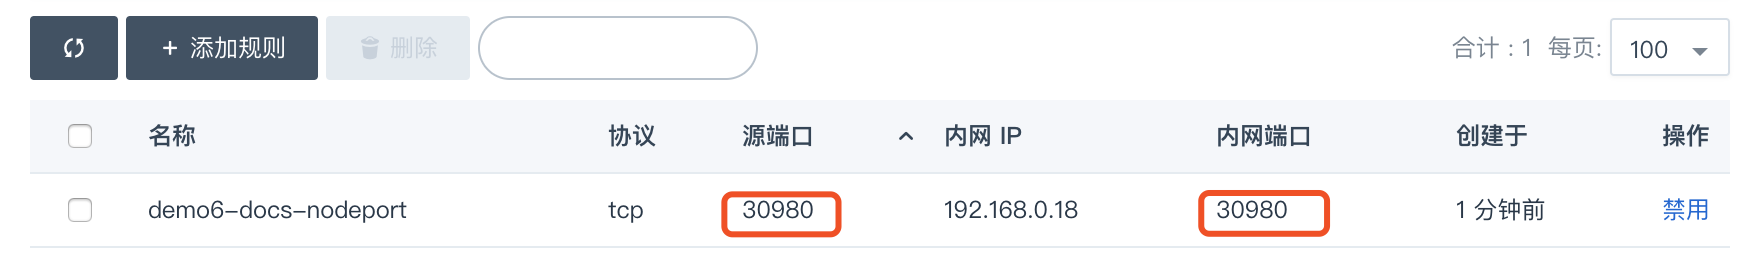 + 添加规则 删除 合计 : 1 每页: 100
名称 协议 源端口 内网 IP 内网端口 创建于 操作
demo6-docs-nodeport tcp 30980 192.168.0.18 30980 1 分钟前 禁用